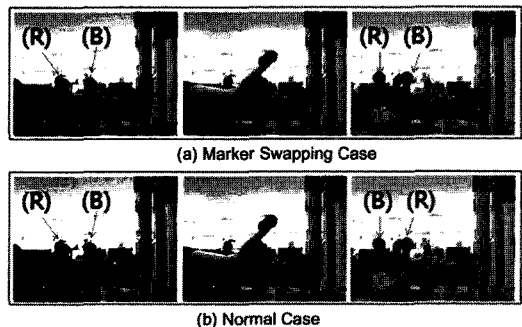 (R) (B) (R) (B)
(a) Marker Swapping Case
(R) (B) (B) (R)
(b) Normal Case